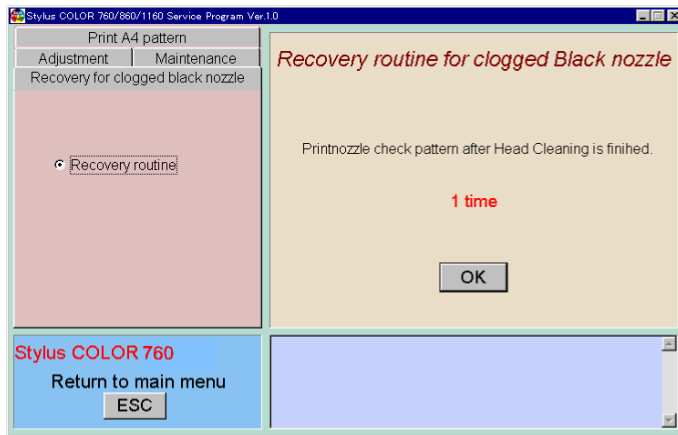 Stylus COLOR 760/860/1160 Service Program Ver.1.0
Print A4 pattern
Adjustment
Maintenance
Recovery for clogged black nozzle
Recovery routine
Recovery routine for clogged Black nozzle
Printnozzle check pattern after Head Cleaning is finihed.
1 time
OK
Stylus COLOR 760
Return to main menu
ESC